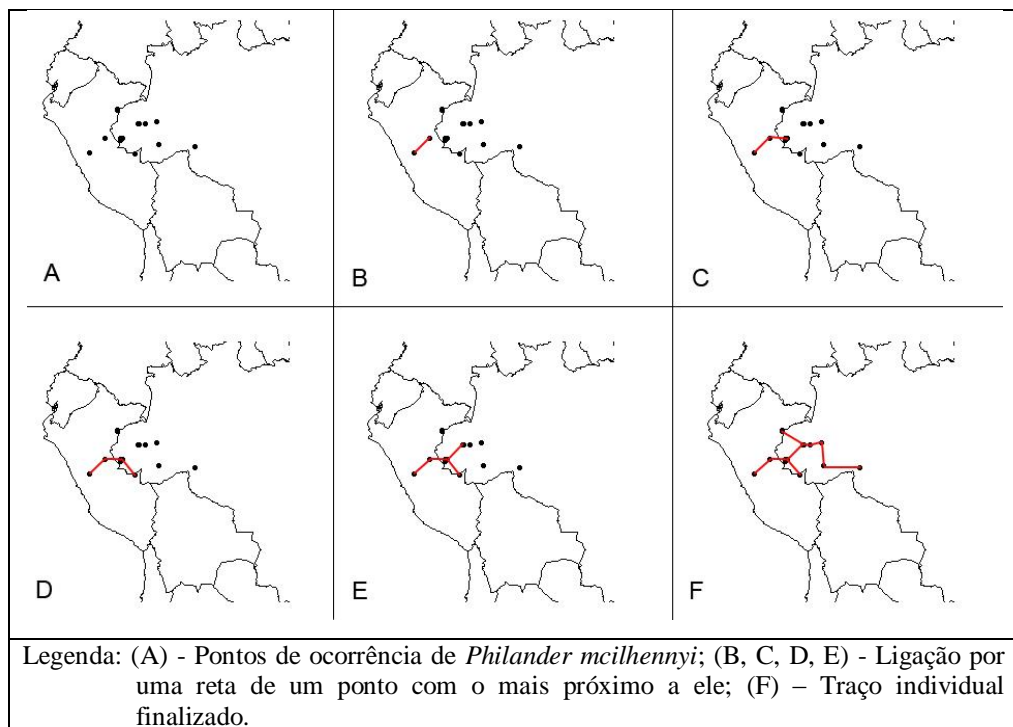 A
B
C
D
E
F
Legenda: (A) - Pontos de ocorrência de Philander mcilhennyi; (B, C, D, E) - Ligação por
uma reta de um ponto com o mais próximo a ele; (F) – Traço individual
finalizado.